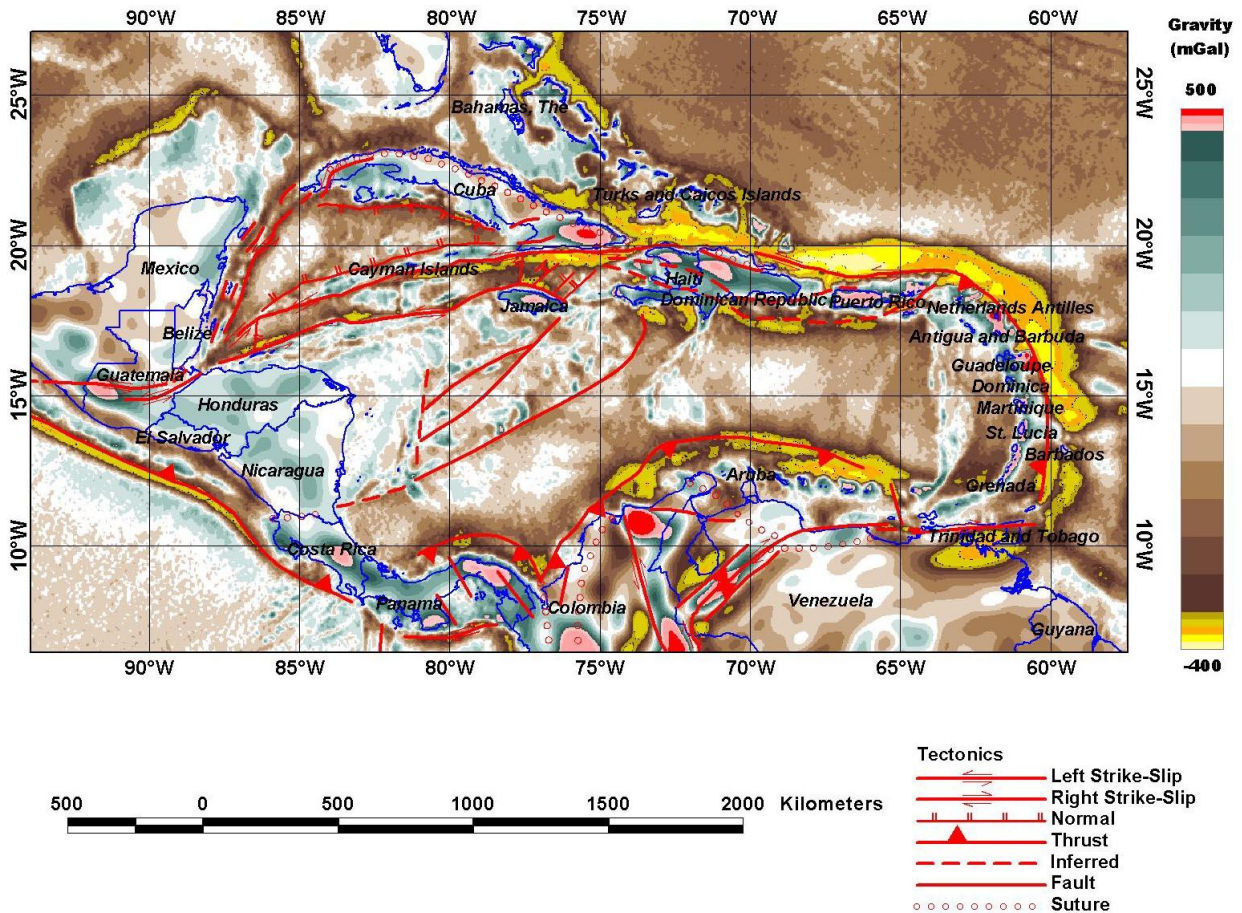 90°W 85°W 80°W 75°W 70°W 65°W 60°W
Gravity
(mGal)
500
25°W 25°W
Bahamas, The
Cuba
Turks and Caicos Islands
20°W 20°W
Mexico
Cayman Islands
Haiti
Jamaica
Dominican Republic
Puerto Rico
Netherlands Antilles
Belize
Antigua and Barbuda
Guatemala
Guadeloupe
15°W 15°W
Honduras
Dominica
Martinique
El Salvador
St. Lucia
Nicaragua
Barbados
Aruba
Grenada
10°W 10°W
Costa Rica
Trinidad and Tobago
Panama
Colombia
Venezuela
Guyana
-400
90°W 85°W 80°W 75°W 70°W 65°W 60°W
Tectonics
Left Strike-Slip
Right Strike-Slip
Normal
Thrust
Inferred
Fault
Suture
500 0 500 1000 1500 2000 Kilometers